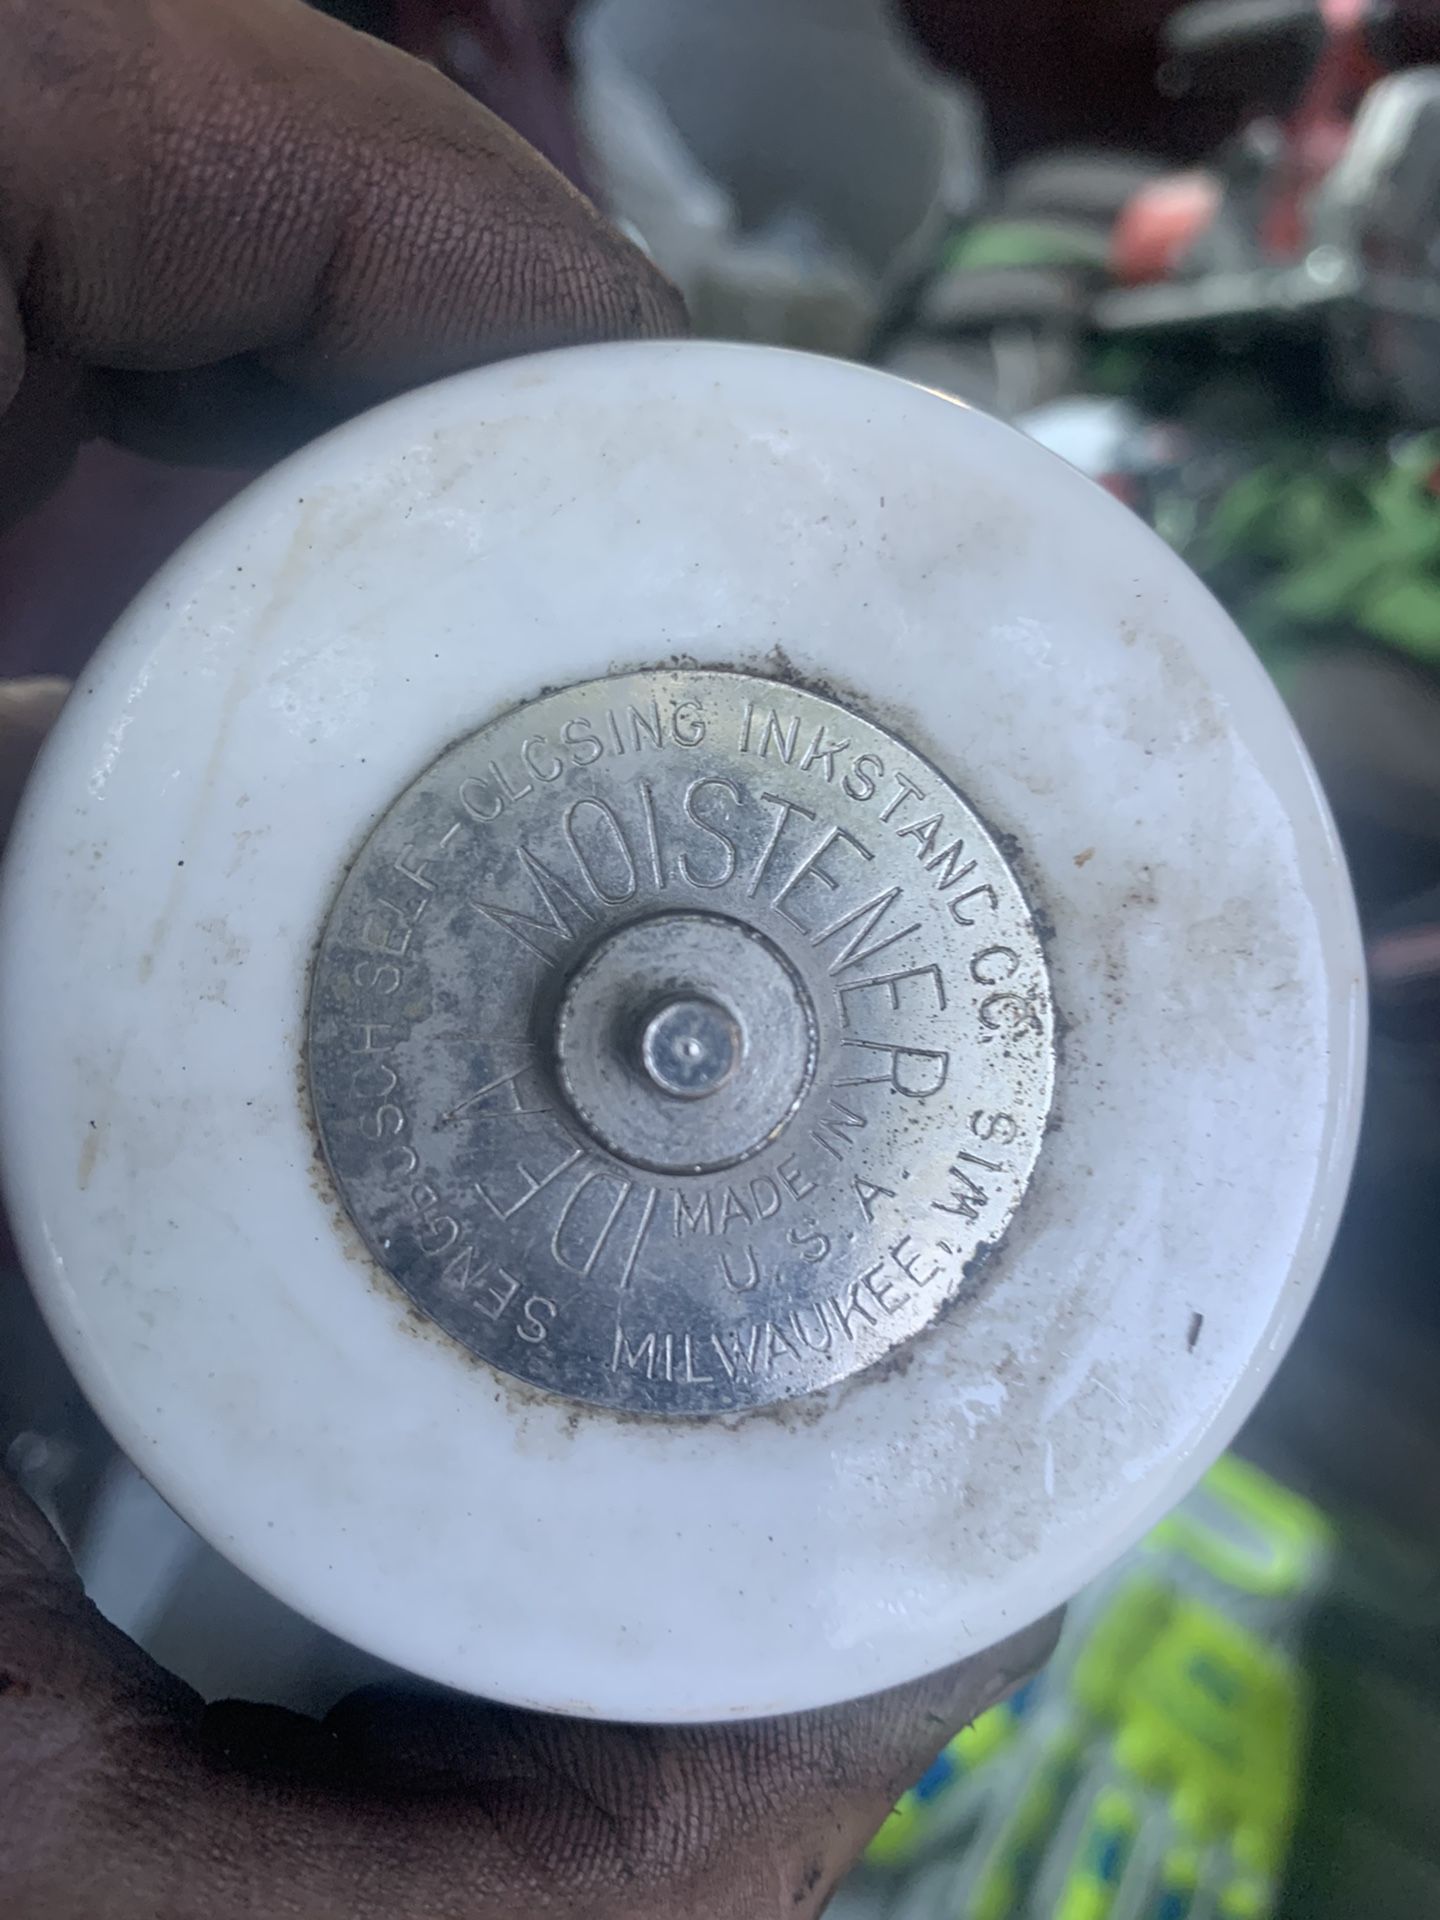 SENGBUSCH SELF-CLOSING INKSTAND CO
MILWAUKEE, WIS
IDEAL MOISTENER
MADE IN
U.S.A.